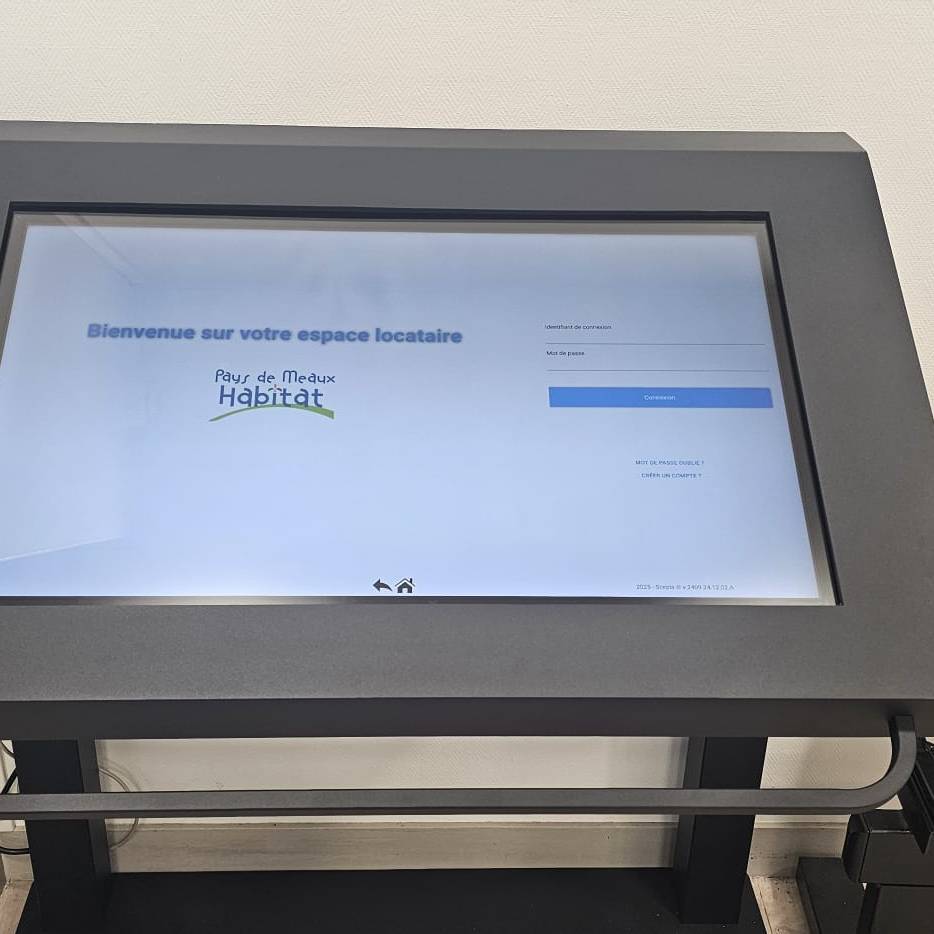 Bienvenue sur votre espace locataire
Pays de Meaux
Habitat
Identifiant de connexion
Mot de passe
Connexion
MOT DE PASSE OUBLIÉ ?
CRÉER UN COMPTE ?
2025 -